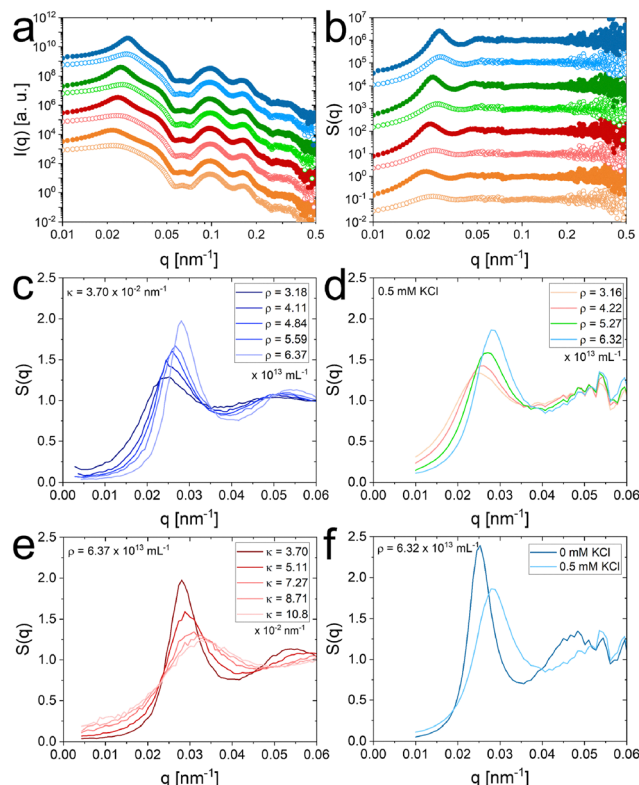 a
10^12
10^10
10^8
10^6
10^4
10^2
10^0
10^-2
I(q) [a. u.]
0.01
0.1
0.5
q [nm^-1]
b
10^7
10^6
10^5
10^4
10^3
10^2
10^1
10^0
10^-1
10^-2
S(q)
0.01
0.1
0.2
0.5
q [nm^-1]
c
κ = 3.70 x 10^-2 nm^-1
ρ = 3.18
ρ = 4.11
ρ = 4.84
ρ = 5.59
ρ = 6.37
x 10^13 mL^-1
2.5
2.0
1.5
1.0
0.5
0.0
S(q)
0.00 0.01 0.02 0.03 0.04 0.05 0.06
q [nm^-1]
d
0.5 mM KCl
ρ = 3.16
ρ = 4.22
ρ = 5.27
ρ = 6.32
x 10^13 mL^-1
2.5
2.0
1.5
1.0
0.5
0.0
S(q)
0.00 0.01 0.02 0.03 0.04 0.05 0.06
q [nm^-1]
e
ρ = 6.37 x 10^13 mL^-1
κ = 3.70
κ = 5.11
κ = 7.27
κ = 8.71
κ = 10.8
x 10^-2 nm^-1
2.5
2.0
1.5
1.0
0.5
0.0
S(q)
0.00 0.01 0.02 0.03 0.04 0.05 0.06
q [nm^-1]
f
ρ = 6.32 x 10^13 mL^-1
0 mM KCl
0.5 mM KCl
2.5
2.0
1.5
1.0
0.5
0.0
S(q)
0.00 0.01 0.02 0.03 0.04 0.05 0.06
q [nm^-1]